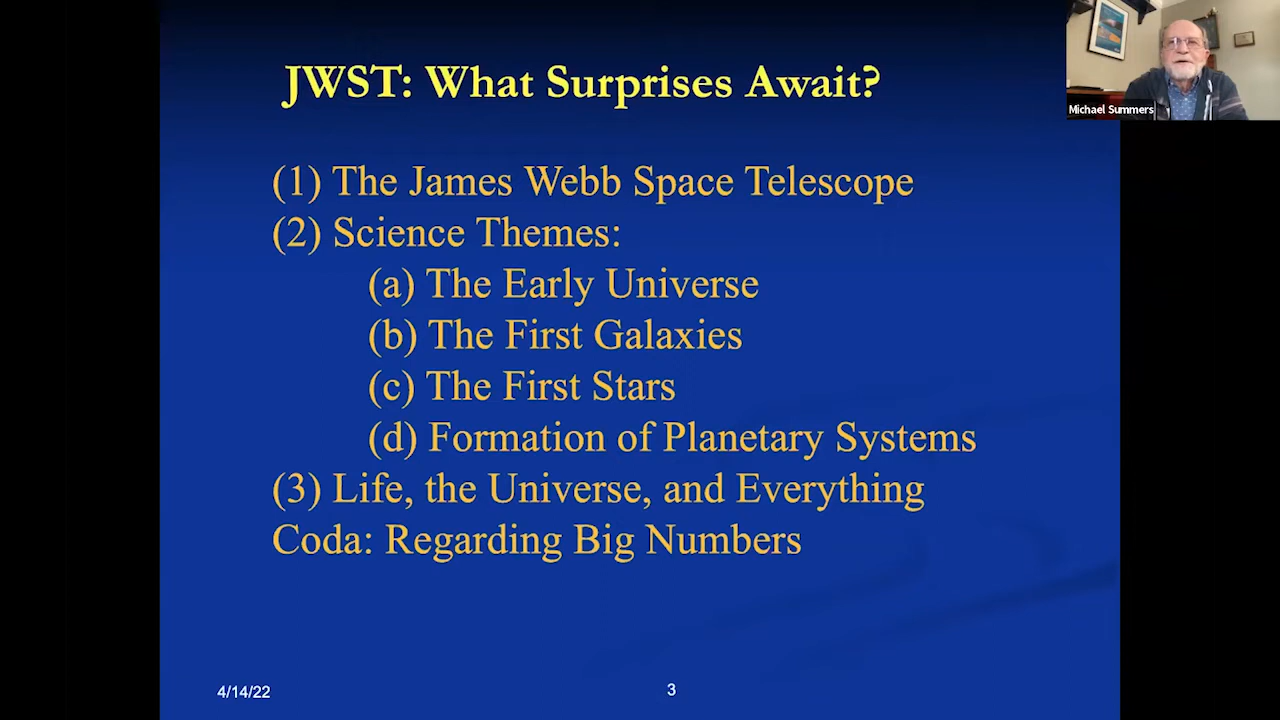 JWST: What Surprises Await?
Michael Summers
(1) The James Webb Space Telescope
(2) Science Themes:
(a) The Early Universe
(b) The First Galaxies
(c) The First Stars
(d) Formation of Planetary Systems
(3) Life, the Universe, and Everything
Coda: Regarding Big Numbers
4/14/22
3